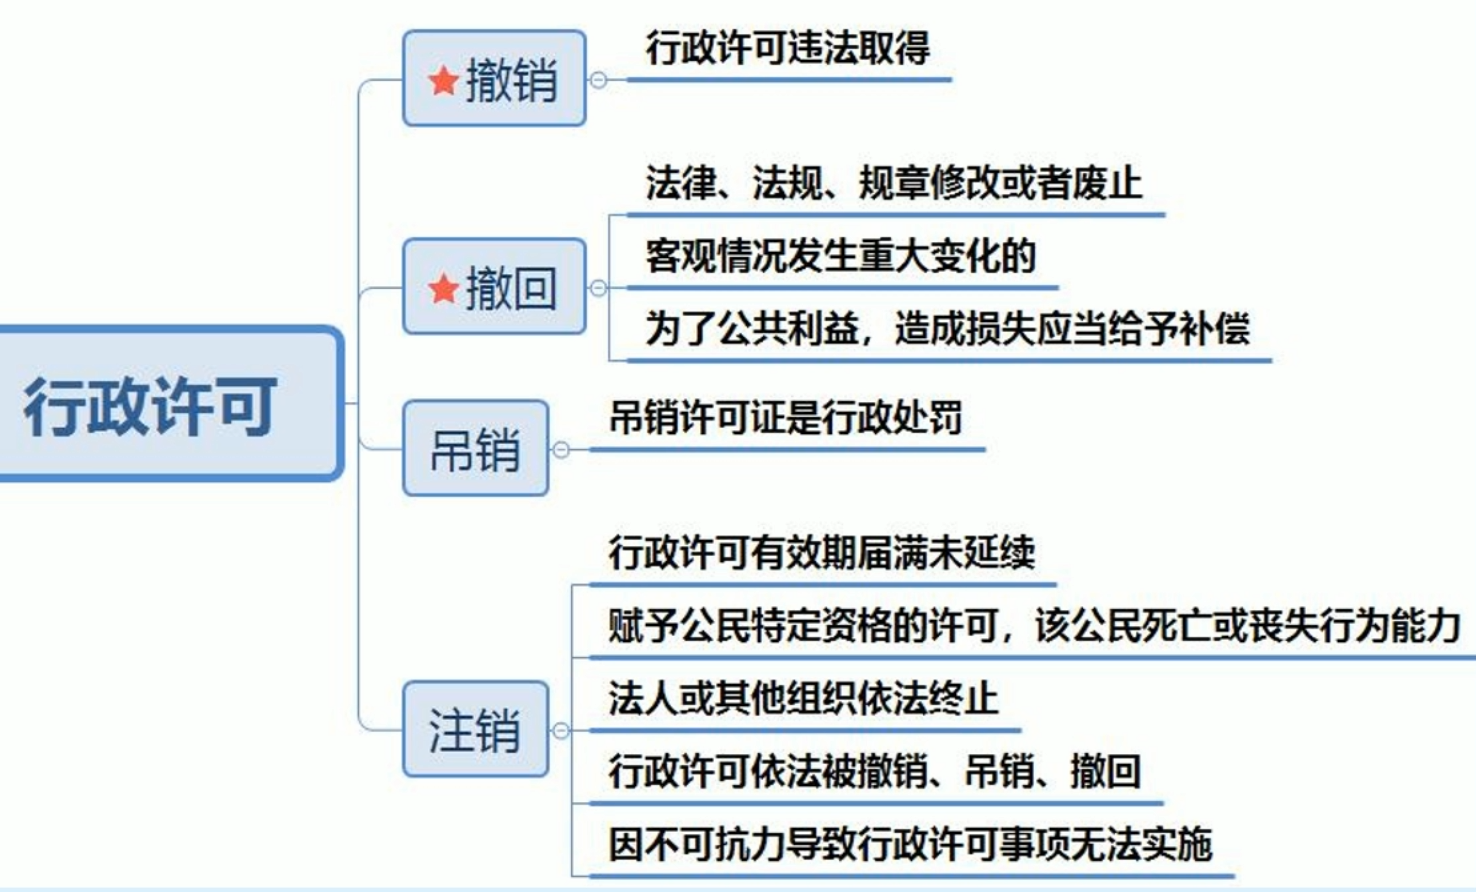 行政许可
撤销
行政许可违法取得
撤回
法律、法规、规章修改或者废止
客观情况发生重大变化的
为了公共利益，造成损失应当给予补偿
吊销
吊销许可证是行政处罚
注销
行政许可有效期届满未延续
赋予公民特定资格的许可，该公民死亡或丧失行为能力
法人或其他组织依法终止
行政许可依法被撤销、吊销、撤回
因不可抗力导致行政许可事项无法实施